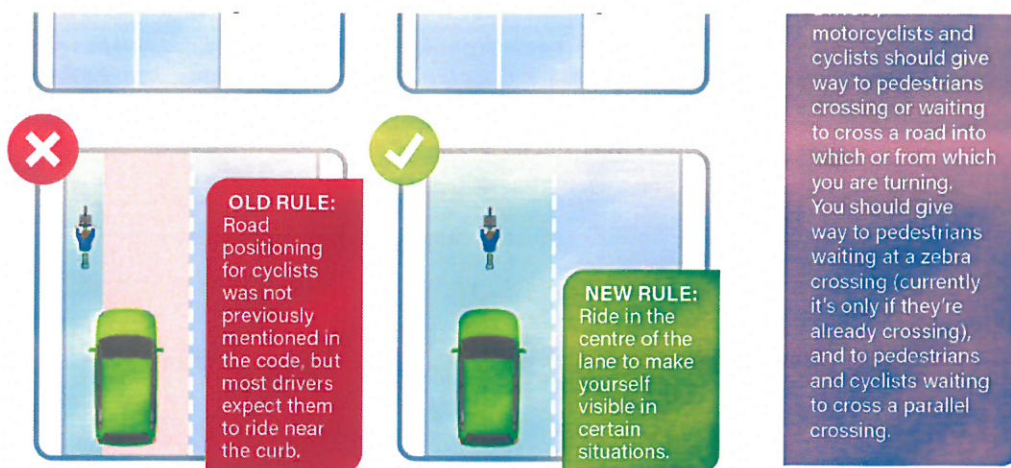 OLD RULE:
Road
positioning
for cyclists
was not
previously
mentioned in
the code, but
most drivers
expect them
to ride near
the curb.
NEW RULE:
Ride in the
centre of the
lane to make
yourself
visible in
certain
situations.
motorcyclists and
cyclists should give
way to pedestrians
crossing or waiting
to cross a road into
which or from which
you are turning.
You should give
way to pedestrians
waiting at a zebra
crossing (currently
it's only if they're
already crossing),
and to pedestrians
and cyclists waiting
to cross a parallel
crossing.